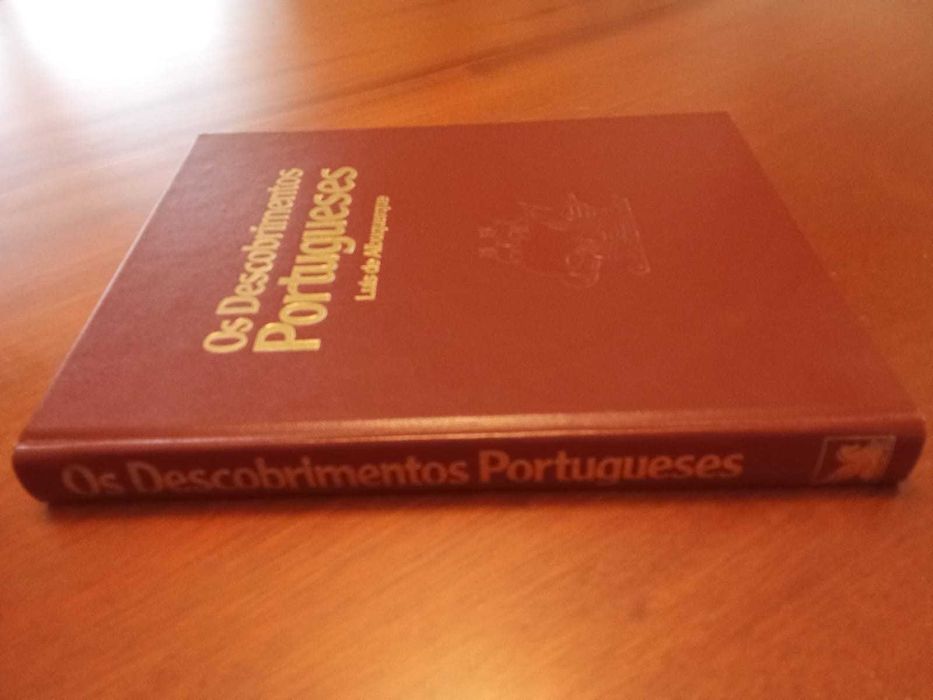 Os Descobrimentos
Portugueses
Luís de Albuquerque
Os Descobrimentos Portugueses